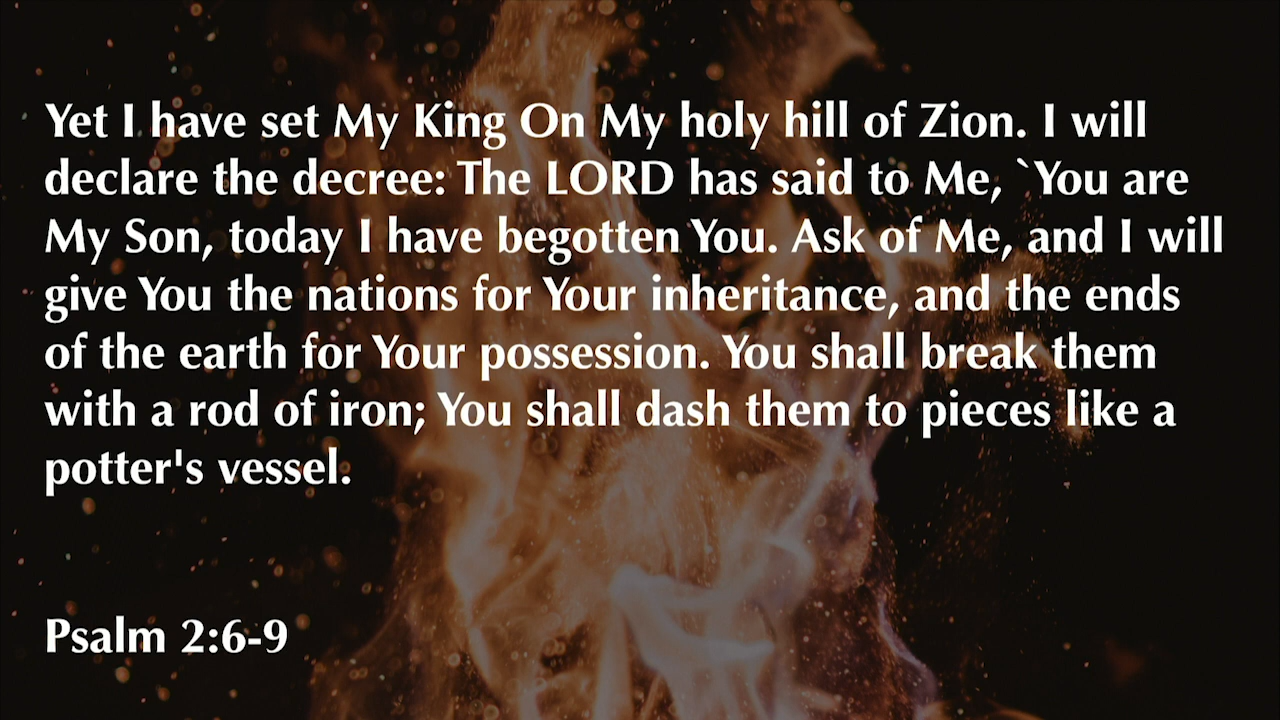 Yet I have set My King On My holy hill of Zion. I will
declare the decree: The LORD has said to Me, `You are
My Son, today I have begotten You. Ask of Me, and I will
give You the nations for Your inheritance, and the ends
of the earth for Your possession. You shall break them
with a rod of iron; You shall dash them to pieces like a
potter's vessel.
Psalm 2:6-9